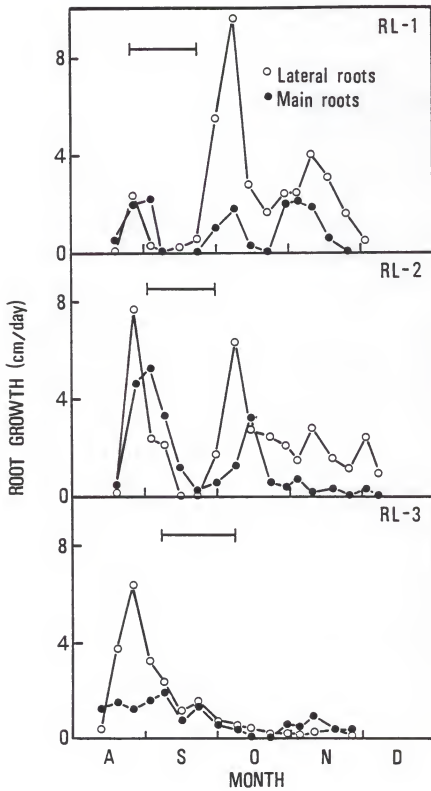 RL-1
8
○ Lateral roots
● Main roots
4
0
RL-2
8
4
0
RL-3
8
4
0
ROOT GROWTH (cm/day)
A S O N D
MONTH